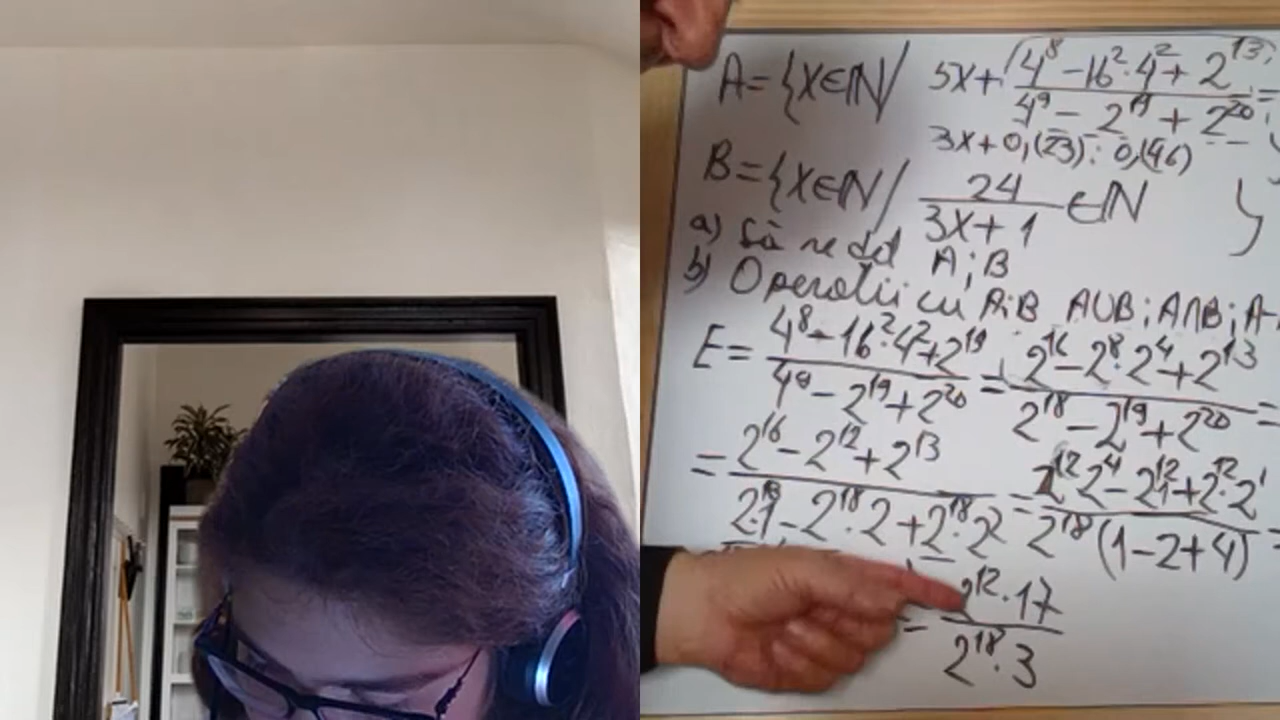 A={X∈N/ 5X+(4⁸-16²·4²+2¹³)/(4⁹-2¹⁹+2²⁰)=
3X+0,(23):0,(46)
B={X∈N/ 24/(3X+1) ∈N }
a) Să se det A;B
b) Operatii cu A;B A∪B;A∩B;A-
E=(4⁸-16²·4²+2¹³)/(4⁹-2¹⁹+2²⁰)=(2¹⁶-2⁸·2⁴+2¹³)/(2¹⁸-2¹⁹+2²⁰)=
=(2¹⁶-2¹²+2¹³)/(2¹⁸·1-2¹⁸·2+2¹⁸·2²)=(2¹²·2⁴-2¹²·1+2¹²·2¹)/(2¹⁸(1-2+4))=
=(2¹²·17)/(2¹⁸·3)